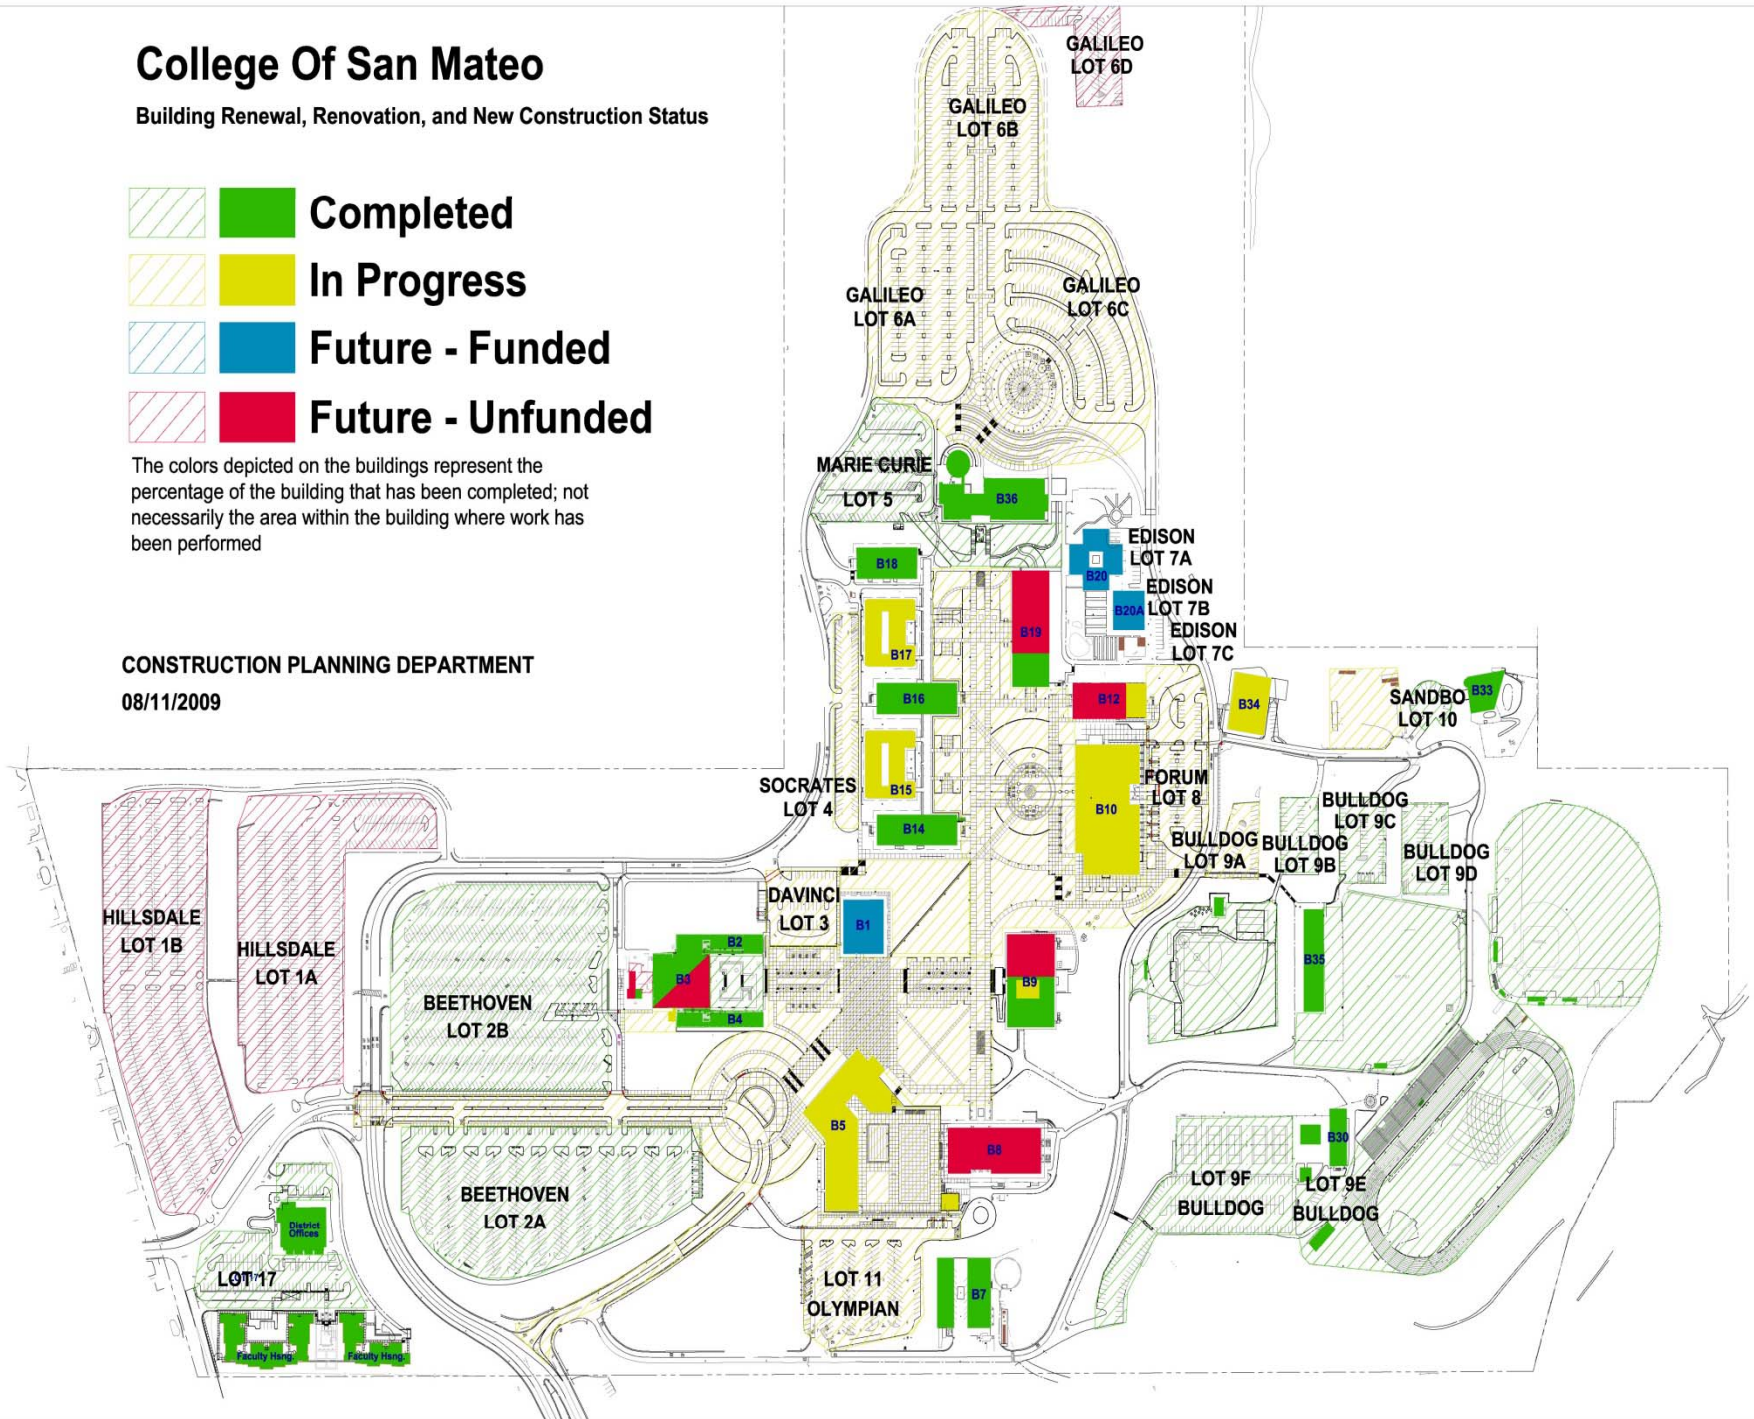 College Of San Mateo
Building Renewal, Renovation, and New Construction Status
Completed
In Progress
Future - Funded
Future - Unfunded
The colors depicted on the buildings represent the
percentage of the building that has been completed; not
necessarily the area within the building where work has
been performed
CONSTRUCTION PLANNING DEPARTMENT
08/11/2009
GALILEO
LOT 6D
GALILEO
LOT 6B
GALILEO
LOT 6A
GALILEO
LOT 6C
MARIE CURIE
LOT 5
B36
EDISON
LOT 7A
B18
B20
EDISON
LOT 7B
B20A
EDISON
LOT 7C
B19
B17
B16
B12
B34
SANDBO
LOT 10
B33
SOCRATES
LOT 4
B15
B14
B10
FORUM
LOT 8
BULLDOG
LOT 9A
BULLDOG
LOT 9B
BULLDOG
LOT 9C
BULLDOG
LOT 9D
HILLSDALE
LOT 1B
HILLSDALE
LOT 1A
DAVINCI
LOT 3
B1
B2
B3
B4
B9
B35
BEETHOVEN
LOT 2B
B5
B8
B30
BEETHOVEN
LOT 2A
LOT 9F
BULLDOG
LOT 9E
BULLDOG
District
Offices
LOT 17
LOT 11
OLYMPIAN
B7
Faculty Hsng.
Faculty Hsng.